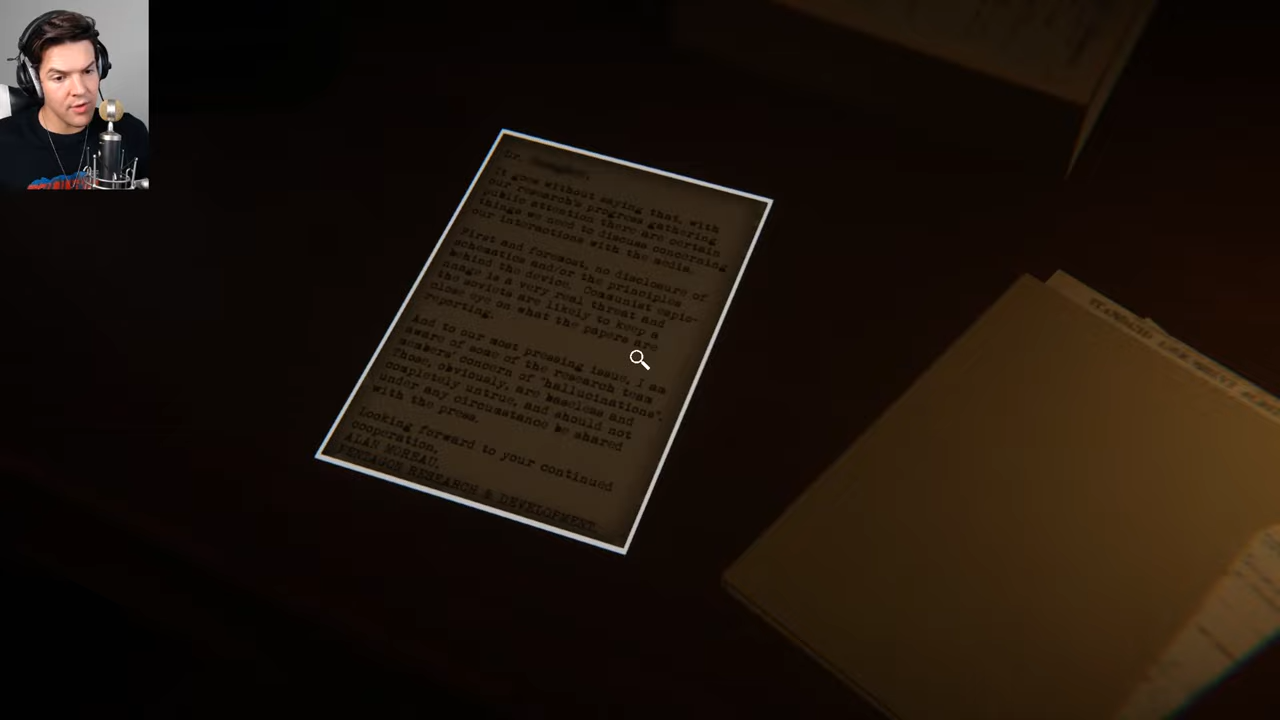 Dr.
It goes without saying that, with
our research's progress gathering
public attention there are certain
things we need to discuss concerning
our interactions with the media.
First and foremost, no disclosure of
schematics and/or the principles
behind the device. Communist espio-
nage is a very real threat and
the soviets are likely to keep a
close eye on what the papers are
reporting.
And to our most pressing issue, I am
aware of some of the research team
members' concern of "hallucinations".
Those, obviously, are baseless and
completely untrue, and should not
under any circumstance be shared
with the press.
Looking forward to your continued
cooperation,
ALAN MOREAU,
PENTAGON RESEARCH & DEVELOPMENT.